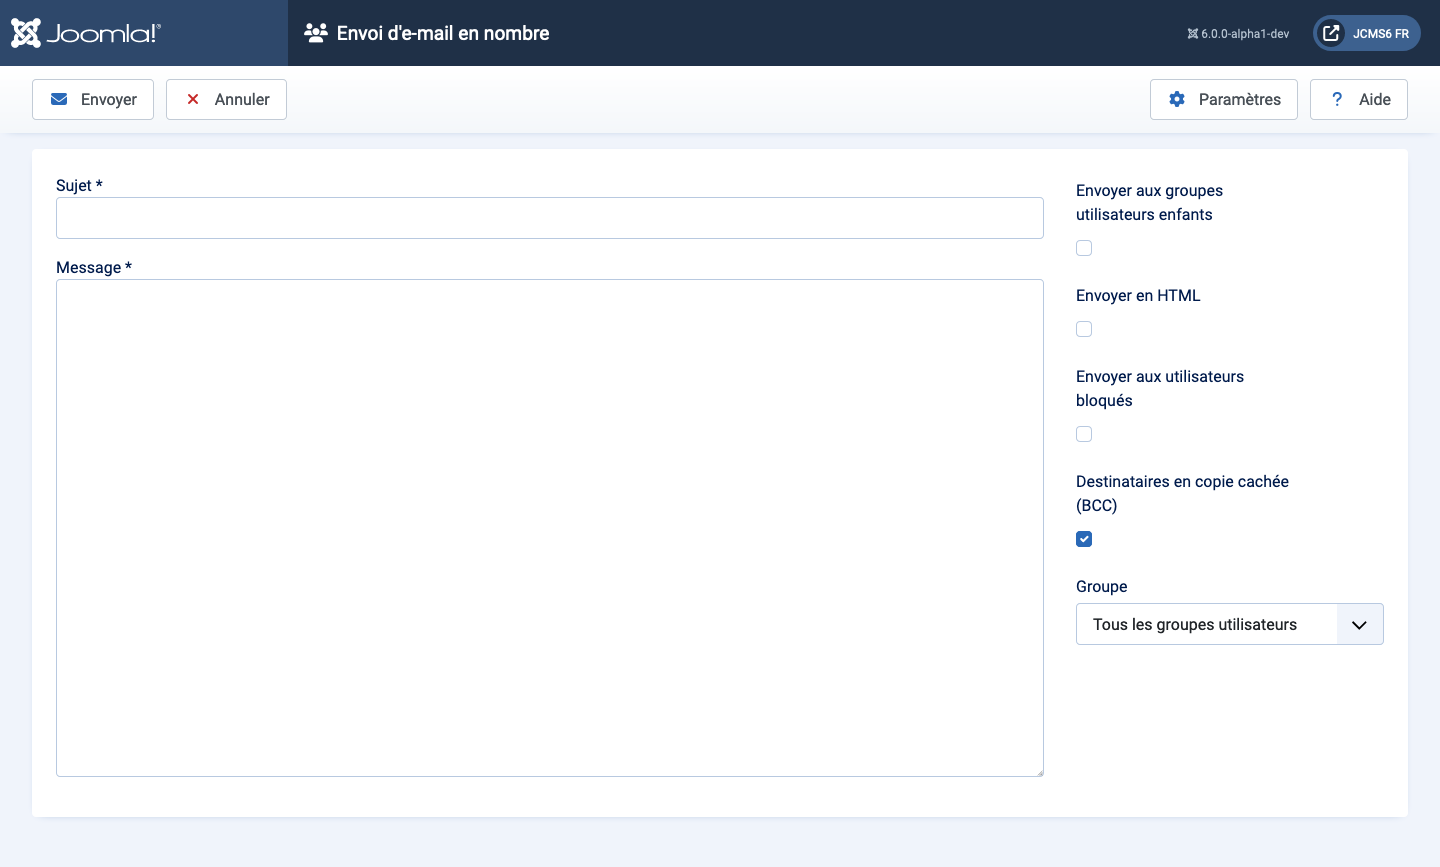 Joomla!®
Envoi d'e-mail en nombre
6.0.0-alpha1-dev
JCMS6 FR
Envoyer
Annuler
Paramètres
? Aide
Sujet *
Message *
Envoyer aux groupes
utilisateurs enfants
Envoyer en HTML
Envoyer aux utilisateurs
bloqués
Destinataires en copie cachée
(BCC)
Groupe
Tous les groupes utilisateurs